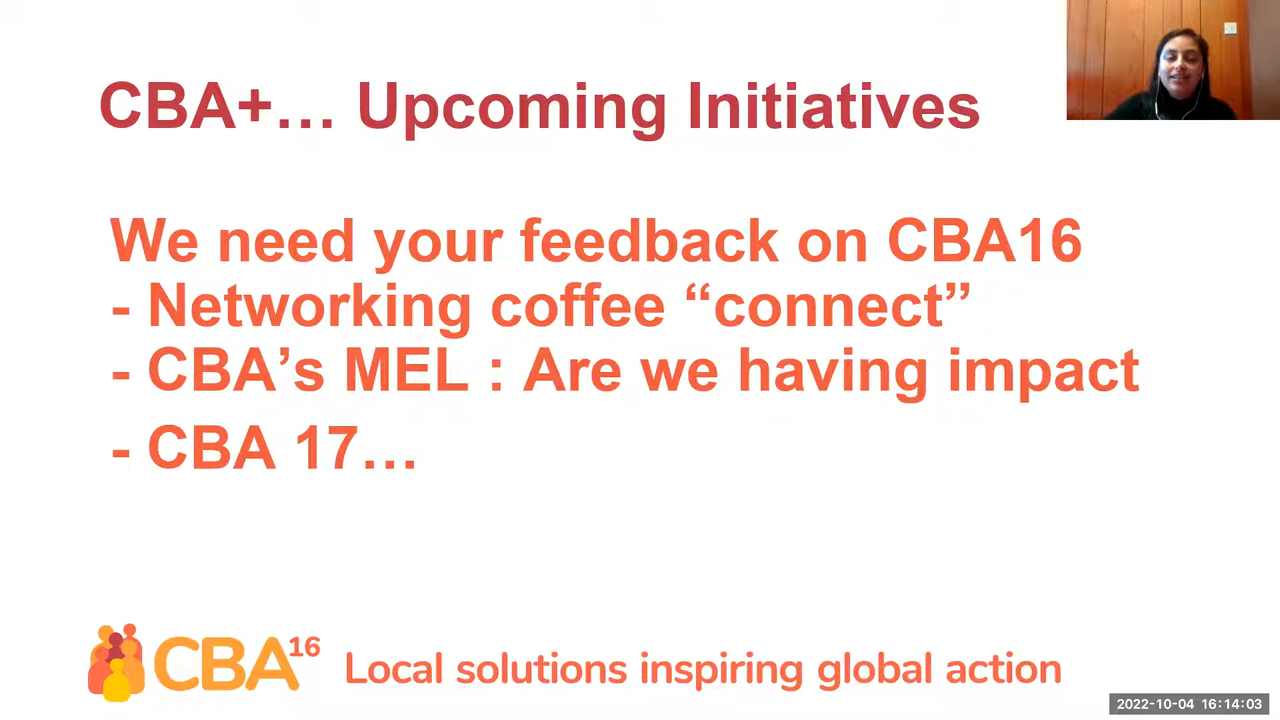 CBA+… Upcoming Initiatives
We need your feedback on CBA16
- Networking coffee “connect”
- CBA’s MEL : Are we having impact
- CBA 17…
CBA16 Local solutions inspiring global action
2022-10-04 16:14:03